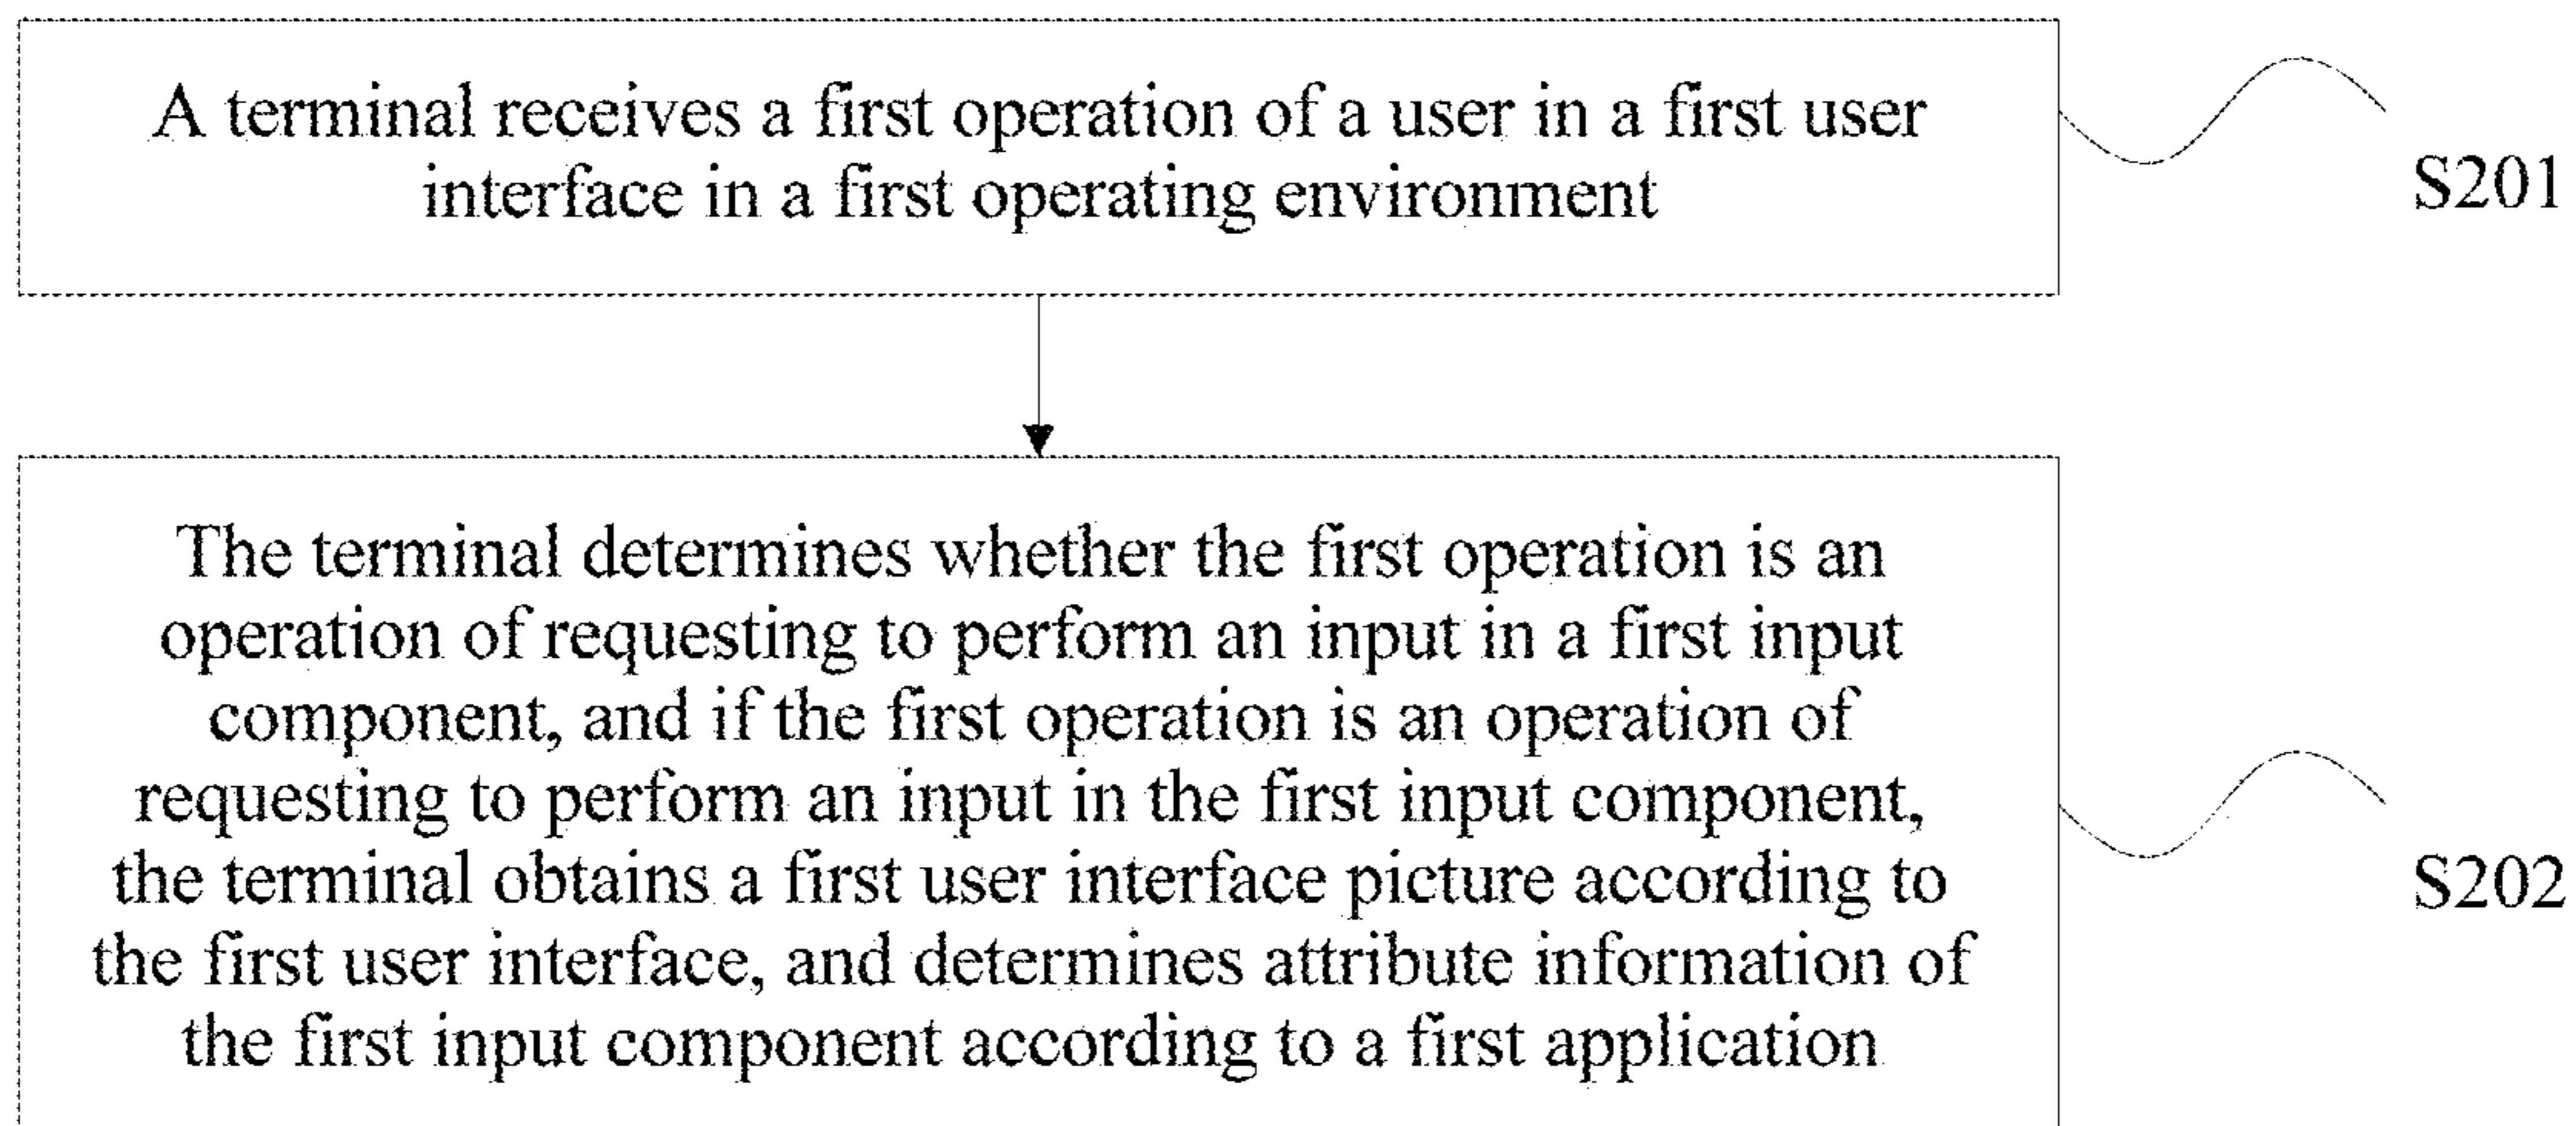 A terminal receives a first operation of a user in a first user
interface in a first operating environment
S201
The terminal determines whether the first operation is an
operation of requesting to perform an input in a first input
component, and if the first operation is an operation of
requesting to perform an input in the first input component,
the terminal obtains a first user interface picture according to
the first user interface, and determines attribute information of
the first input component according to a first application
S202